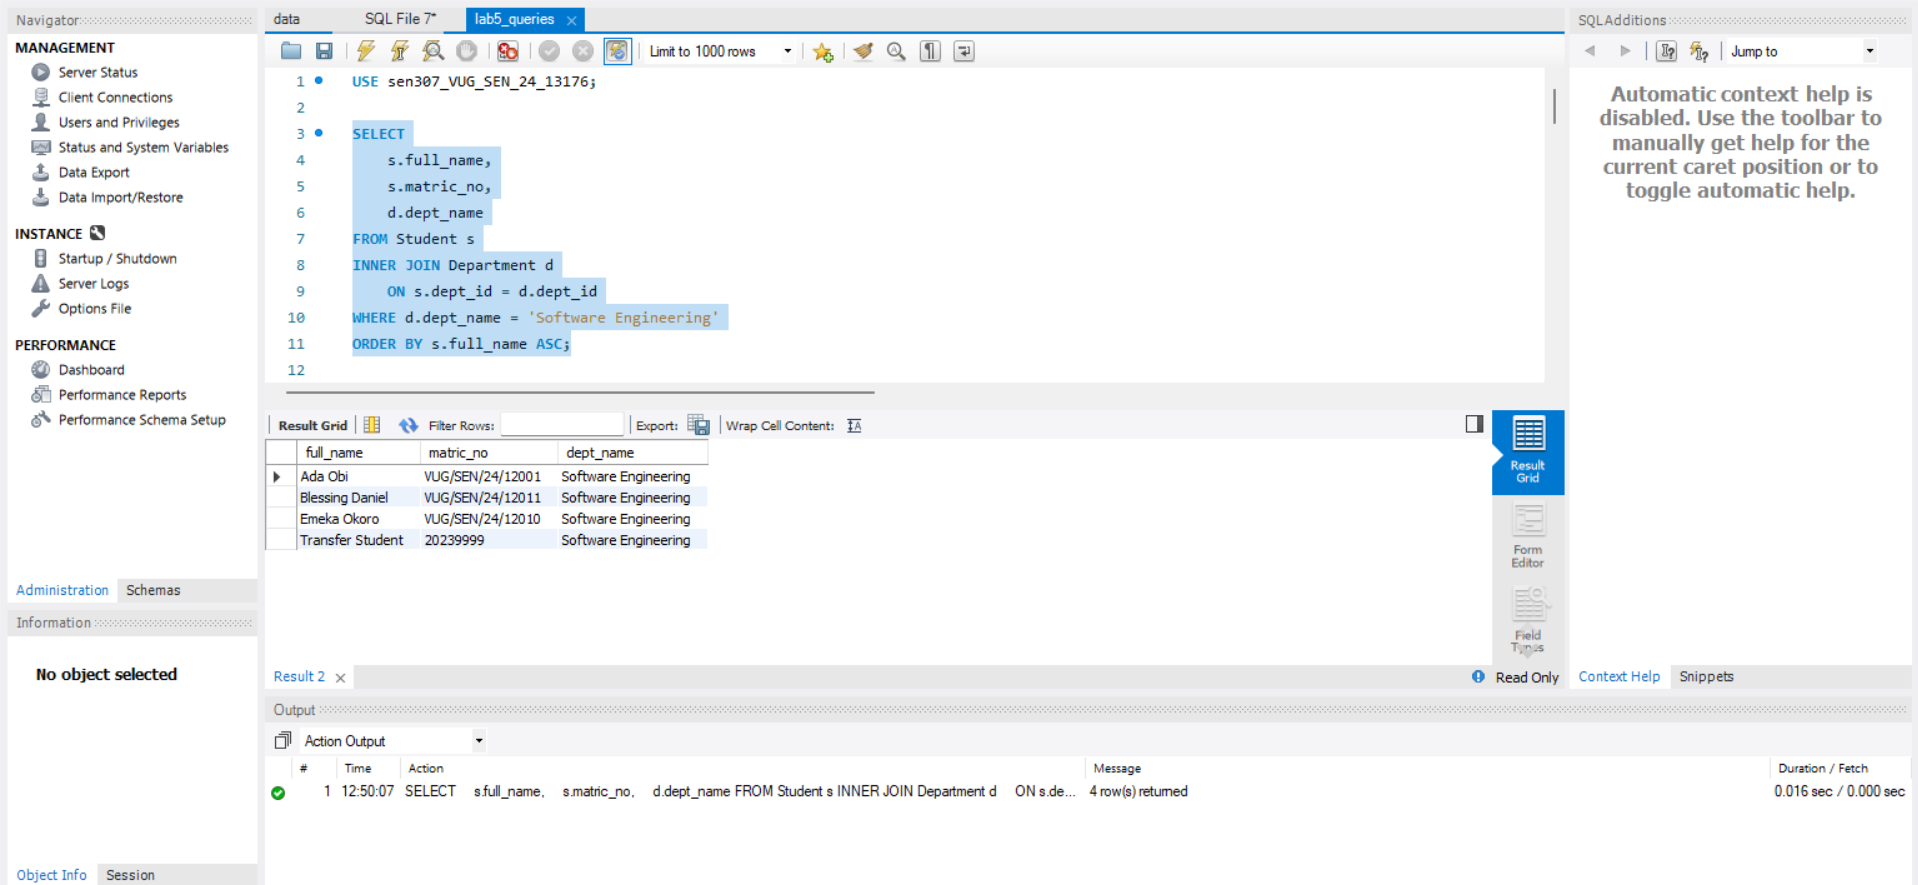 Navigator
MANAGEMENT
Server Status
Client Connections
Users and Privileges
Status and System Variables
Data Export
Data Import/Restore
INSTANCE
Startup / Shutdown
Server Logs
Options File
PERFORMANCE
Dashboard
Performance Reports
Performance Schema Setup
Administration Schemas
Information
No object selected
Object Info Session
data SQL File 7* lab5_queries
Limit to 1000 rows
1 USE sen307_VUG_SEN_24_13176;
2
3 SELECT
4 s.full_name,
5 s.matric_no,
6 d.dept_name
7 FROM Student s
8 INNER JOIN Department d
9 ON s.dept_id = d.dept_id
10 WHERE d.dept_name = 'Software Engineering'
11 ORDER BY s.full_name ASC;
12
Result Grid Filter Rows: Export: Wrap Cell Content:
full_name matric_no dept_name
Ada Obi VUG/SEN/24/12001 Software Engineering
Blessing Daniel VUG/SEN/24/12011 Software Engineering
Emeka Okoro VUG/SEN/24/12010 Software Engineering
Transfer Student 20239999 Software Engineering
Result
Grid
Form
Editor
Field
Types
Result 2 Read Only
SQLAdditions
Jump to
Automatic context help is
disabled. Use the toolbar to
manually get help for the
current caret position or to
toggle automatic help.
Context Help Snippets
Output
Action Output
# Time Action Message Duration / Fetch
1 12:50:07 SELECT s.full_name, s.matric_no, d.dept_name FROM Student s INNER JOIN Department d ON s.de... 4 row(s) returned 0.016 sec / 0.000 sec